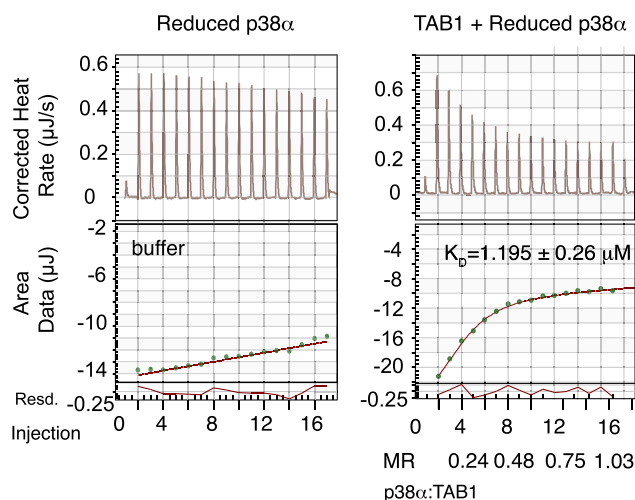 Reduced p38α
TAB1 + Reduced p38α
Corrected Heat
Rate (μJ/s)
0.6
0.4
0.2
0
0.6
0.4
0.2
0
Area
Data (μJ)
-2
-6
-10
-14
buffer
-4
-8
-12
-16
-20
KD=1.195 ± 0.26 μM
Resd.
-0.25
-0.25
Injection
0 4 8 12 16
0 4 8 12 16
MR 0.24 0.48 0.75 1.03
p38α:TAB1